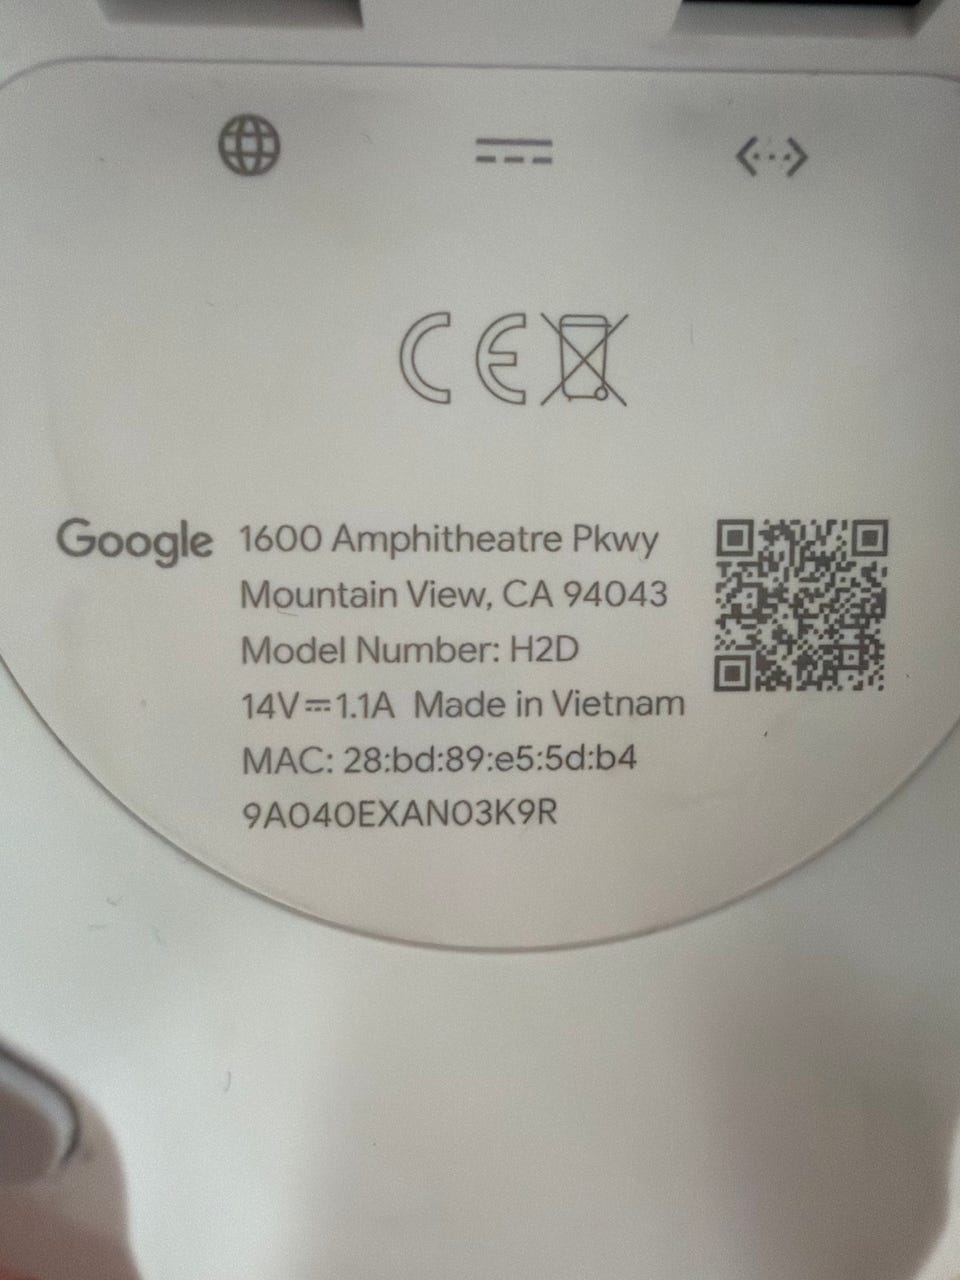 CE
Google 1600 Amphitheatre Pkwy
Mountain View, CA 94043
Model Number: H2D
14V⎓1.1A Made in Vietnam
MAC: 28:bd:89:e5:5d:b4
9A040EXAN03K9R